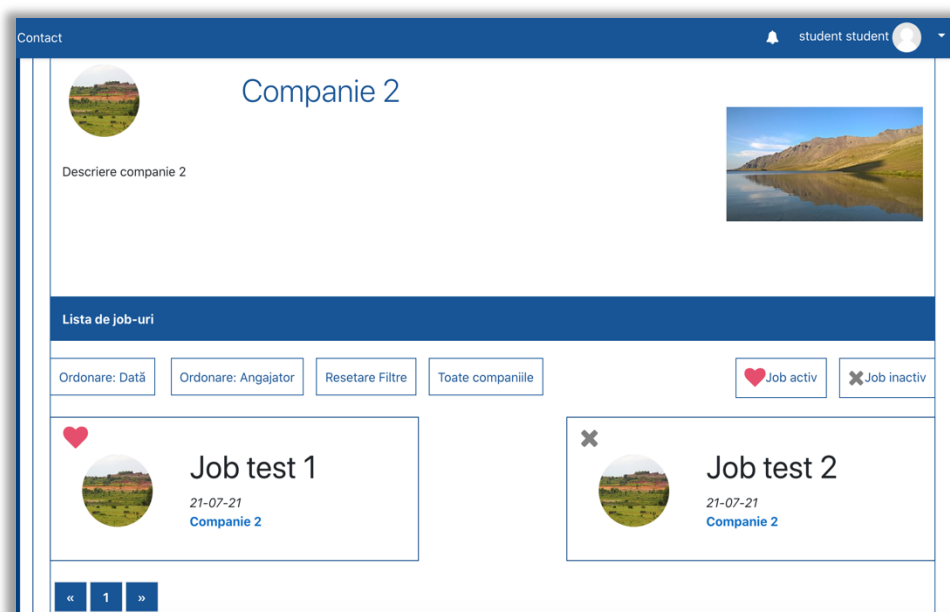 Contact
student student
Companie 2
Descriere companie 2
Lista de job-uri
Ordonare: Dată
Ordonare: Angajator
Resetare Filtre
Toate companiile
Job activ
Job inactiv
Job test 1
21-07-21
Companie 2
Job test 2
21-07-21
Companie 2
« 1 »